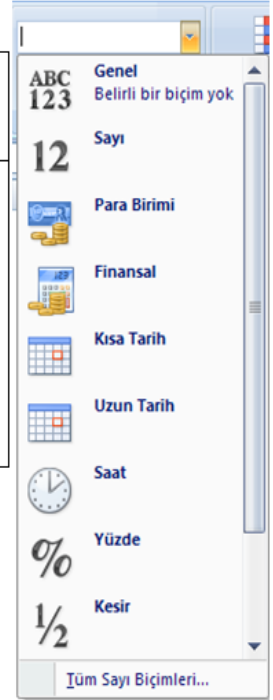 ABC
123
Genel
Belirli bir biçim yok
12
Sayı
Para Birimi
Finansal
Kısa Tarih
Uzun Tarih
Saat
%
Yüzde
1/2
Kesir
Tüm Sayı Biçimleri...